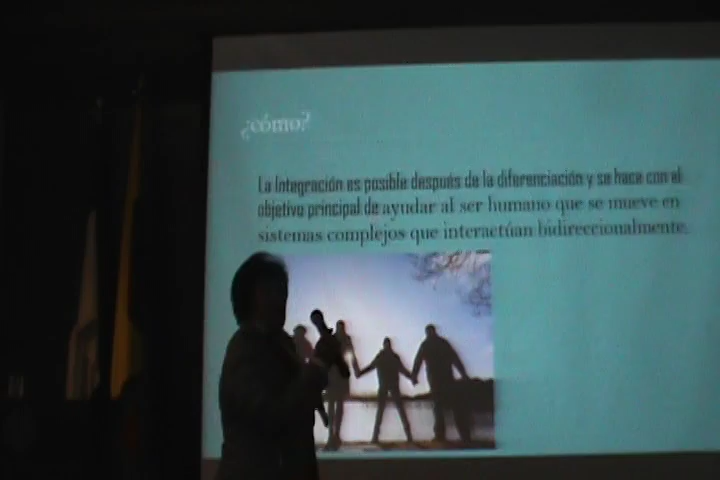 ¿cómo?
La Integración es posible después de la diferenciación y se hace con el
objetivo principal de ayudar al ser humano que se mueve en
sistemas complejos que interactúan bidireccionalmente.